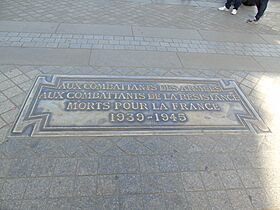 AUX COMBATTANTS DES ARMEES
AUX COMBATTANTS DE LA RESISTANCE
MORTS POUR LA FRANCE
1939-1945